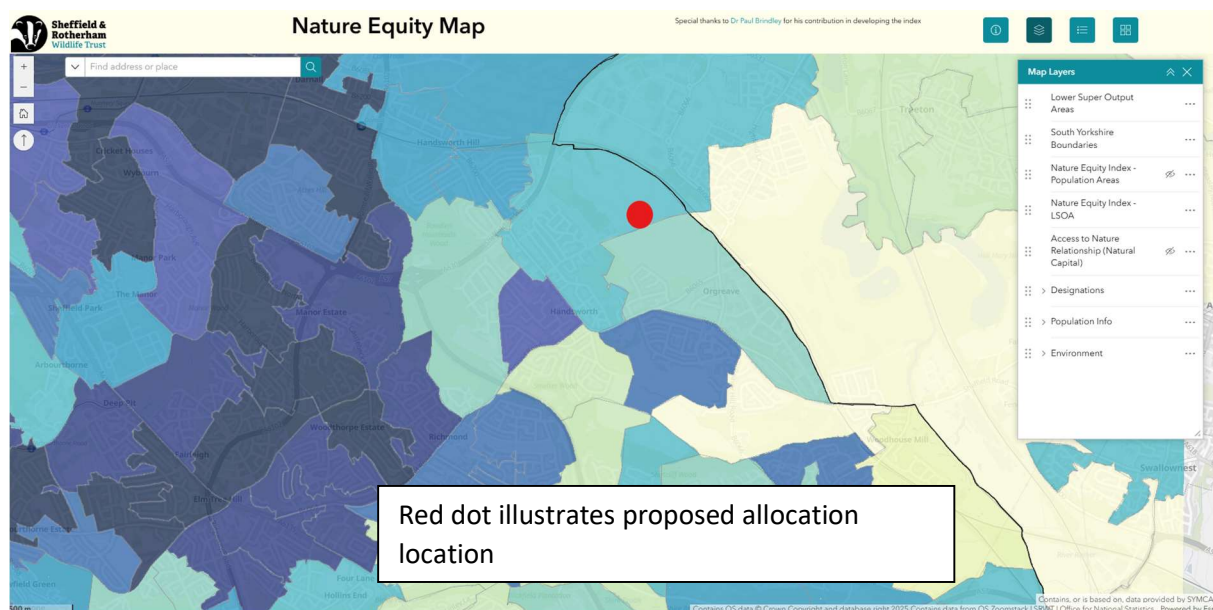 Sheffield &
Rotherham
Wildlife Trust
Nature Equity Map
Special thanks to Dr Paul Brindley for his contribution in developing the index
Find address or place
Map Layers
Lower Super Output
Areas
South Yorkshire
Boundaries
Nature Equity Index -
Population Areas
Nature Equity Index -
LSOA
Access to Nature
Relationship (Natural
Capital)
Designations
Population Info
Environment
Darnall
Treeton
Handsworth Hill
Cricket Houses
Wybourn
Manor Park
Orgreave
The Manor
Sheffield Park
Manor Estate
Handsworth
Arbourthorne
Deep Pit
Woodthorpe Estate
Richmond
Woodhouse Mill
Fairleigh
Swallownest
Elm Tree Hill
Four Lane
Hollins End
Red dot illustrates proposed allocation
location
500 m
Contains, or is based on, data provided by SYMCA